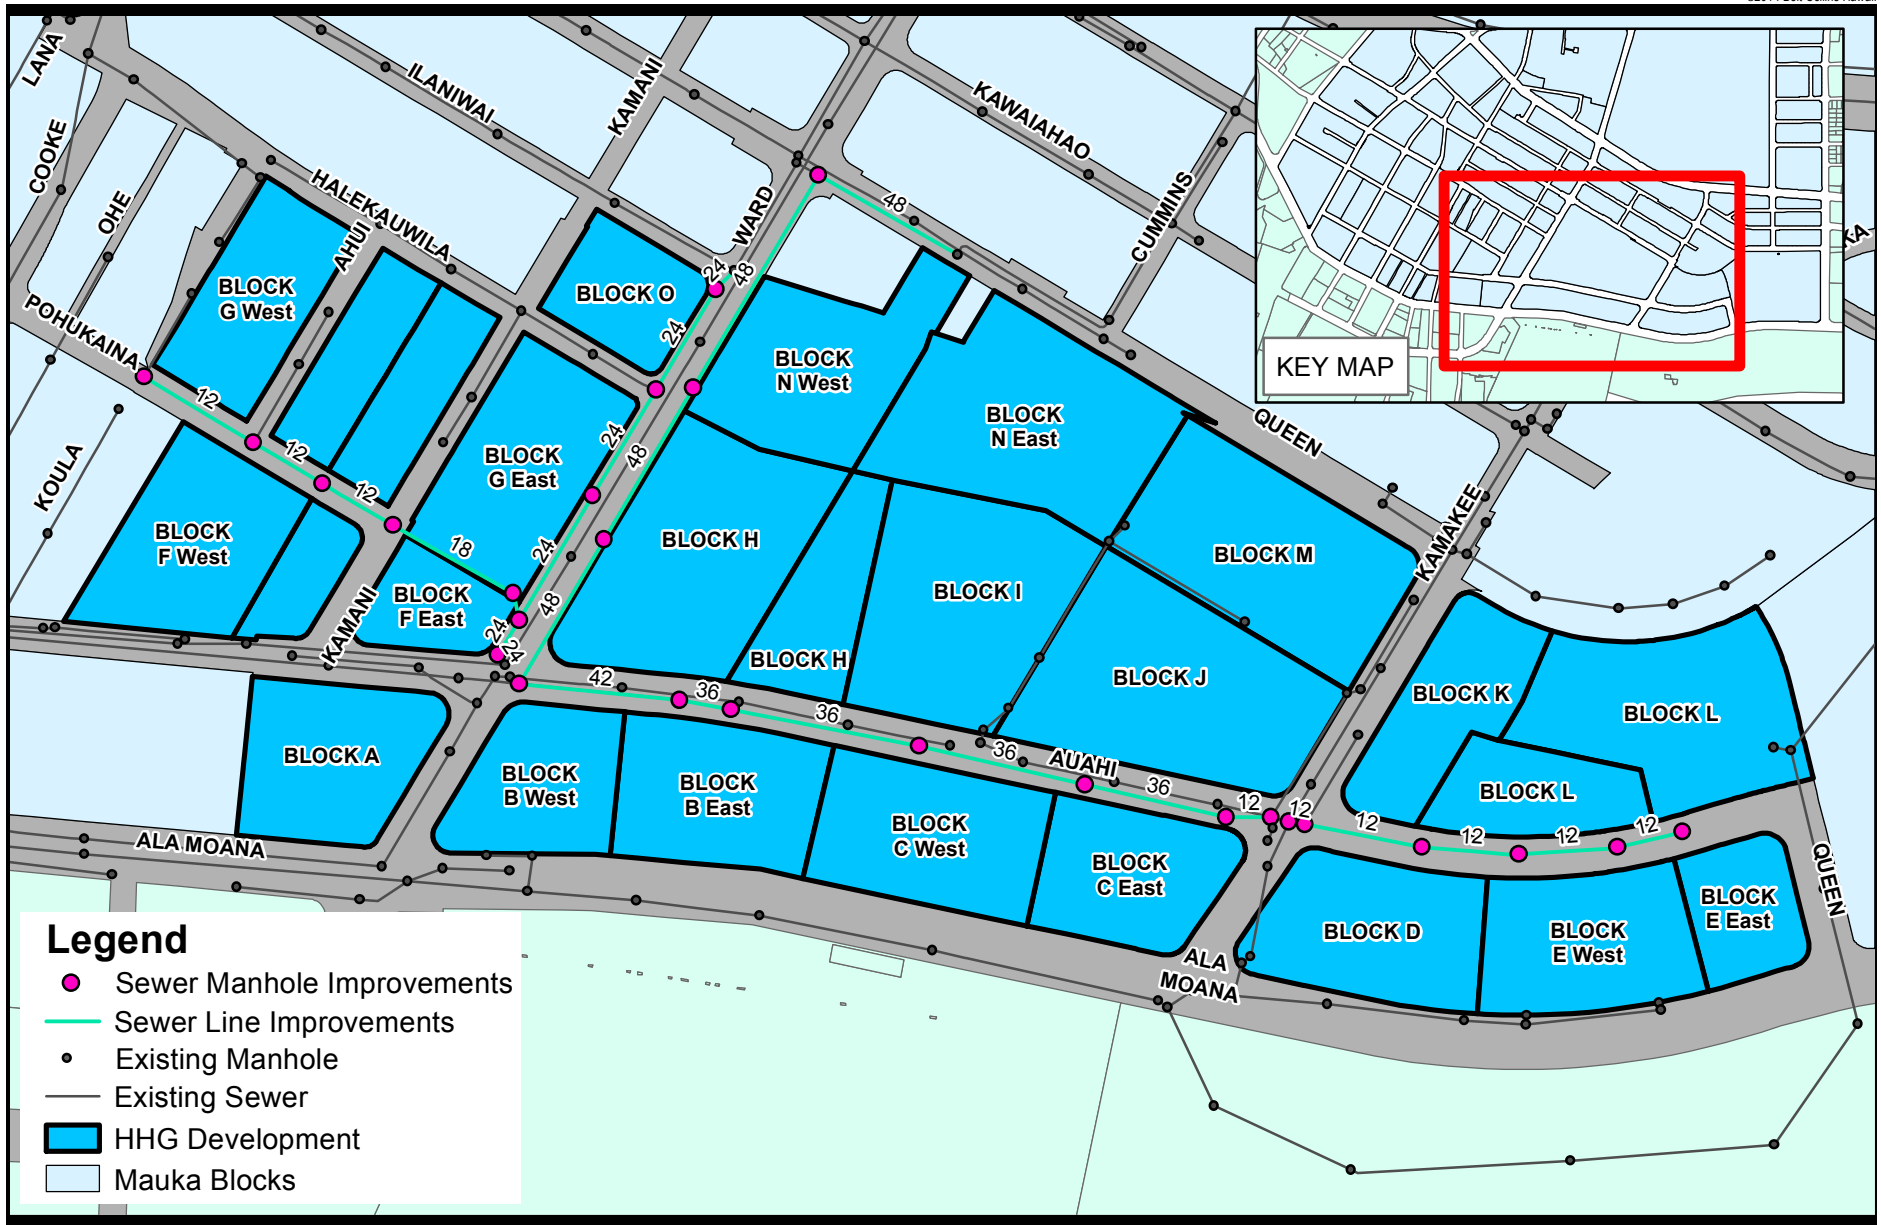 LANA
ILANIWAI
KAMANI
KAWAIAHAO
COOKE
OHE
HALEKAUWILA
AHUI
WARD
CUMMINS
48
KEY MAP
KA
POHUKAINA
BLOCK
G West
BLOCK O
24
48
24
BLOCK
N West
BLOCK
N East
QUEEN
12
12
12
KOULA
BLOCK
G East
24
48
BLOCK
F West
18
24
BLOCK H
BLOCK I
BLOCK M
KAMAKEE
KAMANI
BLOCK
F East
48
24
24
BLOCK H
BLOCK J
BLOCK K
BLOCK L
42
36
36
36
AUAHI
36
12
12
12
12
12
12
BLOCK L
BLOCK A
BLOCK
B West
BLOCK
B East
BLOCK
C West
BLOCK
C East
ALA MOANA
QUEEN
BLOCK D
BLOCK
E West
BLOCK
E East
ALA
MOANA
Legend
Sewer Manhole Improvements
Sewer Line Improvements
Existing Manhole
Existing Sewer
HHG Development
Mauka Blocks